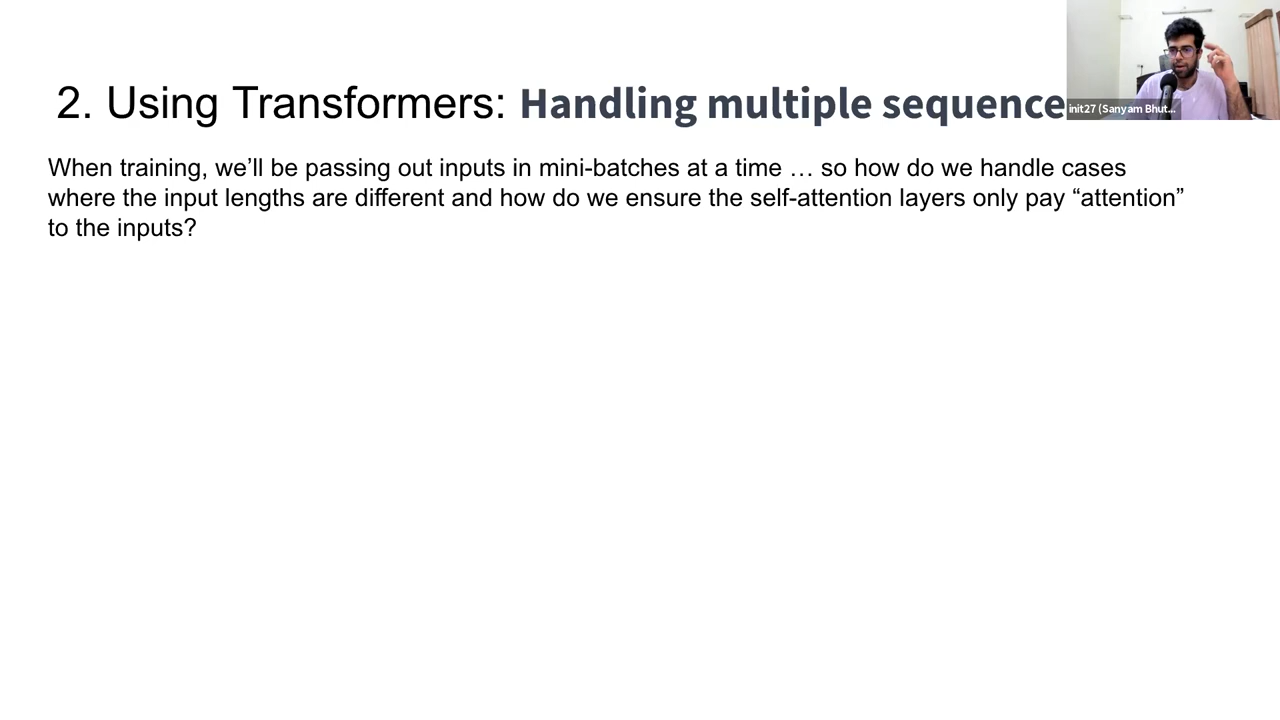 2. Using Transformers: Handling multiple sequence
init27 (Sanyam Bhut...
When training, we’ll be passing out inputs in mini-batches at a time … so how do we handle cases
where the input lengths are different and how do we ensure the self-attention layers only pay “attention”
to the inputs?